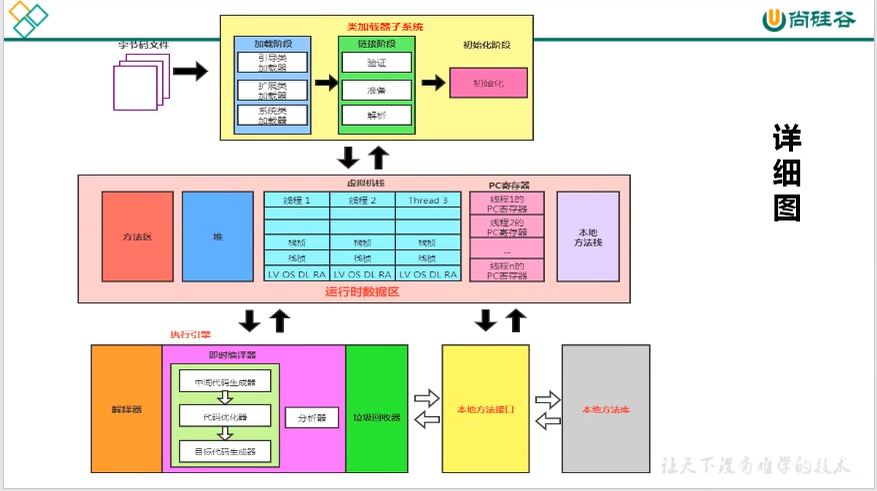 尚硅谷
类加载器子系统
字节码文件
加载阶段
引导类
加载器
扩展类
加载器
系统类
加载器
链接阶段
验证
准备
解析
初始化阶段
初始化
详
细
图
虚拟机栈
PC寄存器
方法区
堆
线程 1
线程 2
Thread 3
栈桢
栈桢
栈桢
栈桢
栈桢
栈桢
LV OS DL RA
LV OS DL RA
LV OS DL RA
线程1的
PC寄存器
线程2的
PC寄存器
...
线程n的
PC寄存器
本地
方法栈
运行时数据区
执行引擎
解释器
即时编译器
中间代码生成器
代码优化器
目标代码生成器
分析器
垃圾回收器
本地方法接口
本地方法库
让天下没有难学的技术